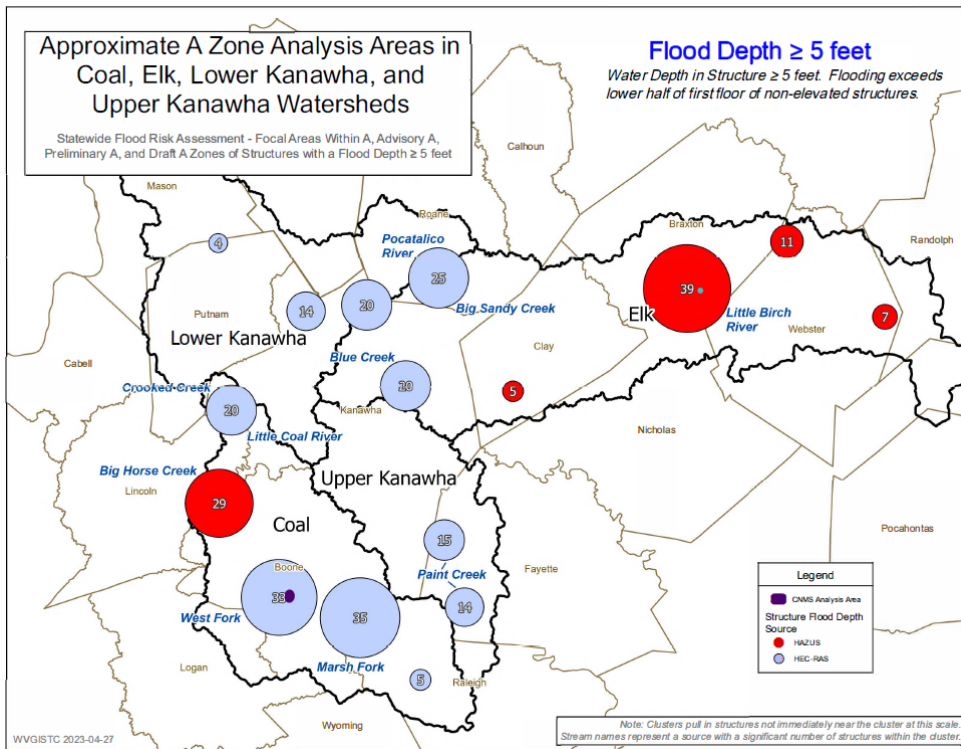 Approximate A Zone Analysis Areas in
Coal, Elk, Lower Kanawha, and
Upper Kanawha Watersheds
Statewide Flood Risk Assessment - Focal Areas Within A, Advisory A,
Preliminary A, and Draft A Zones of Structures with a Flood Depth ≥ 5 feet
Flood Depth ≥ 5 feet
Water Depth in Structure ≥ 5 feet. Flooding exceeds
lower half of first floor of non-elevated structures.
Calhoun
Mason
Roane
Braxton
Randolph
Pocatalico
River
4
11
25
39
20
14
7
Putnam
Big Sandy Creek
Elk
Little Birch
River
Webster
Lower Kanawha
Clay
Blue Creek
Cabell
Crooked Creek
20
5
20
Kanawha
Nicholas
Little Coal River
Big Horse Creek
Upper Kanawha
Lincoln
29
Coal
Pocahontas
15
Boone
Paint Creek
Fayette
33
14
35
West Fork
Marsh Fork
Logan
5
Raleigh
Wyoming
Legend
CNMS Analysis Area
Structure Flood Depth
Source
HAZUS
HEC-RAS
WVGISTC 2023-04-27
Note: Clusters pull in structures not immediately near the cluster at this scale.
Stream names represent a source with a significant number of structures within the cluster.